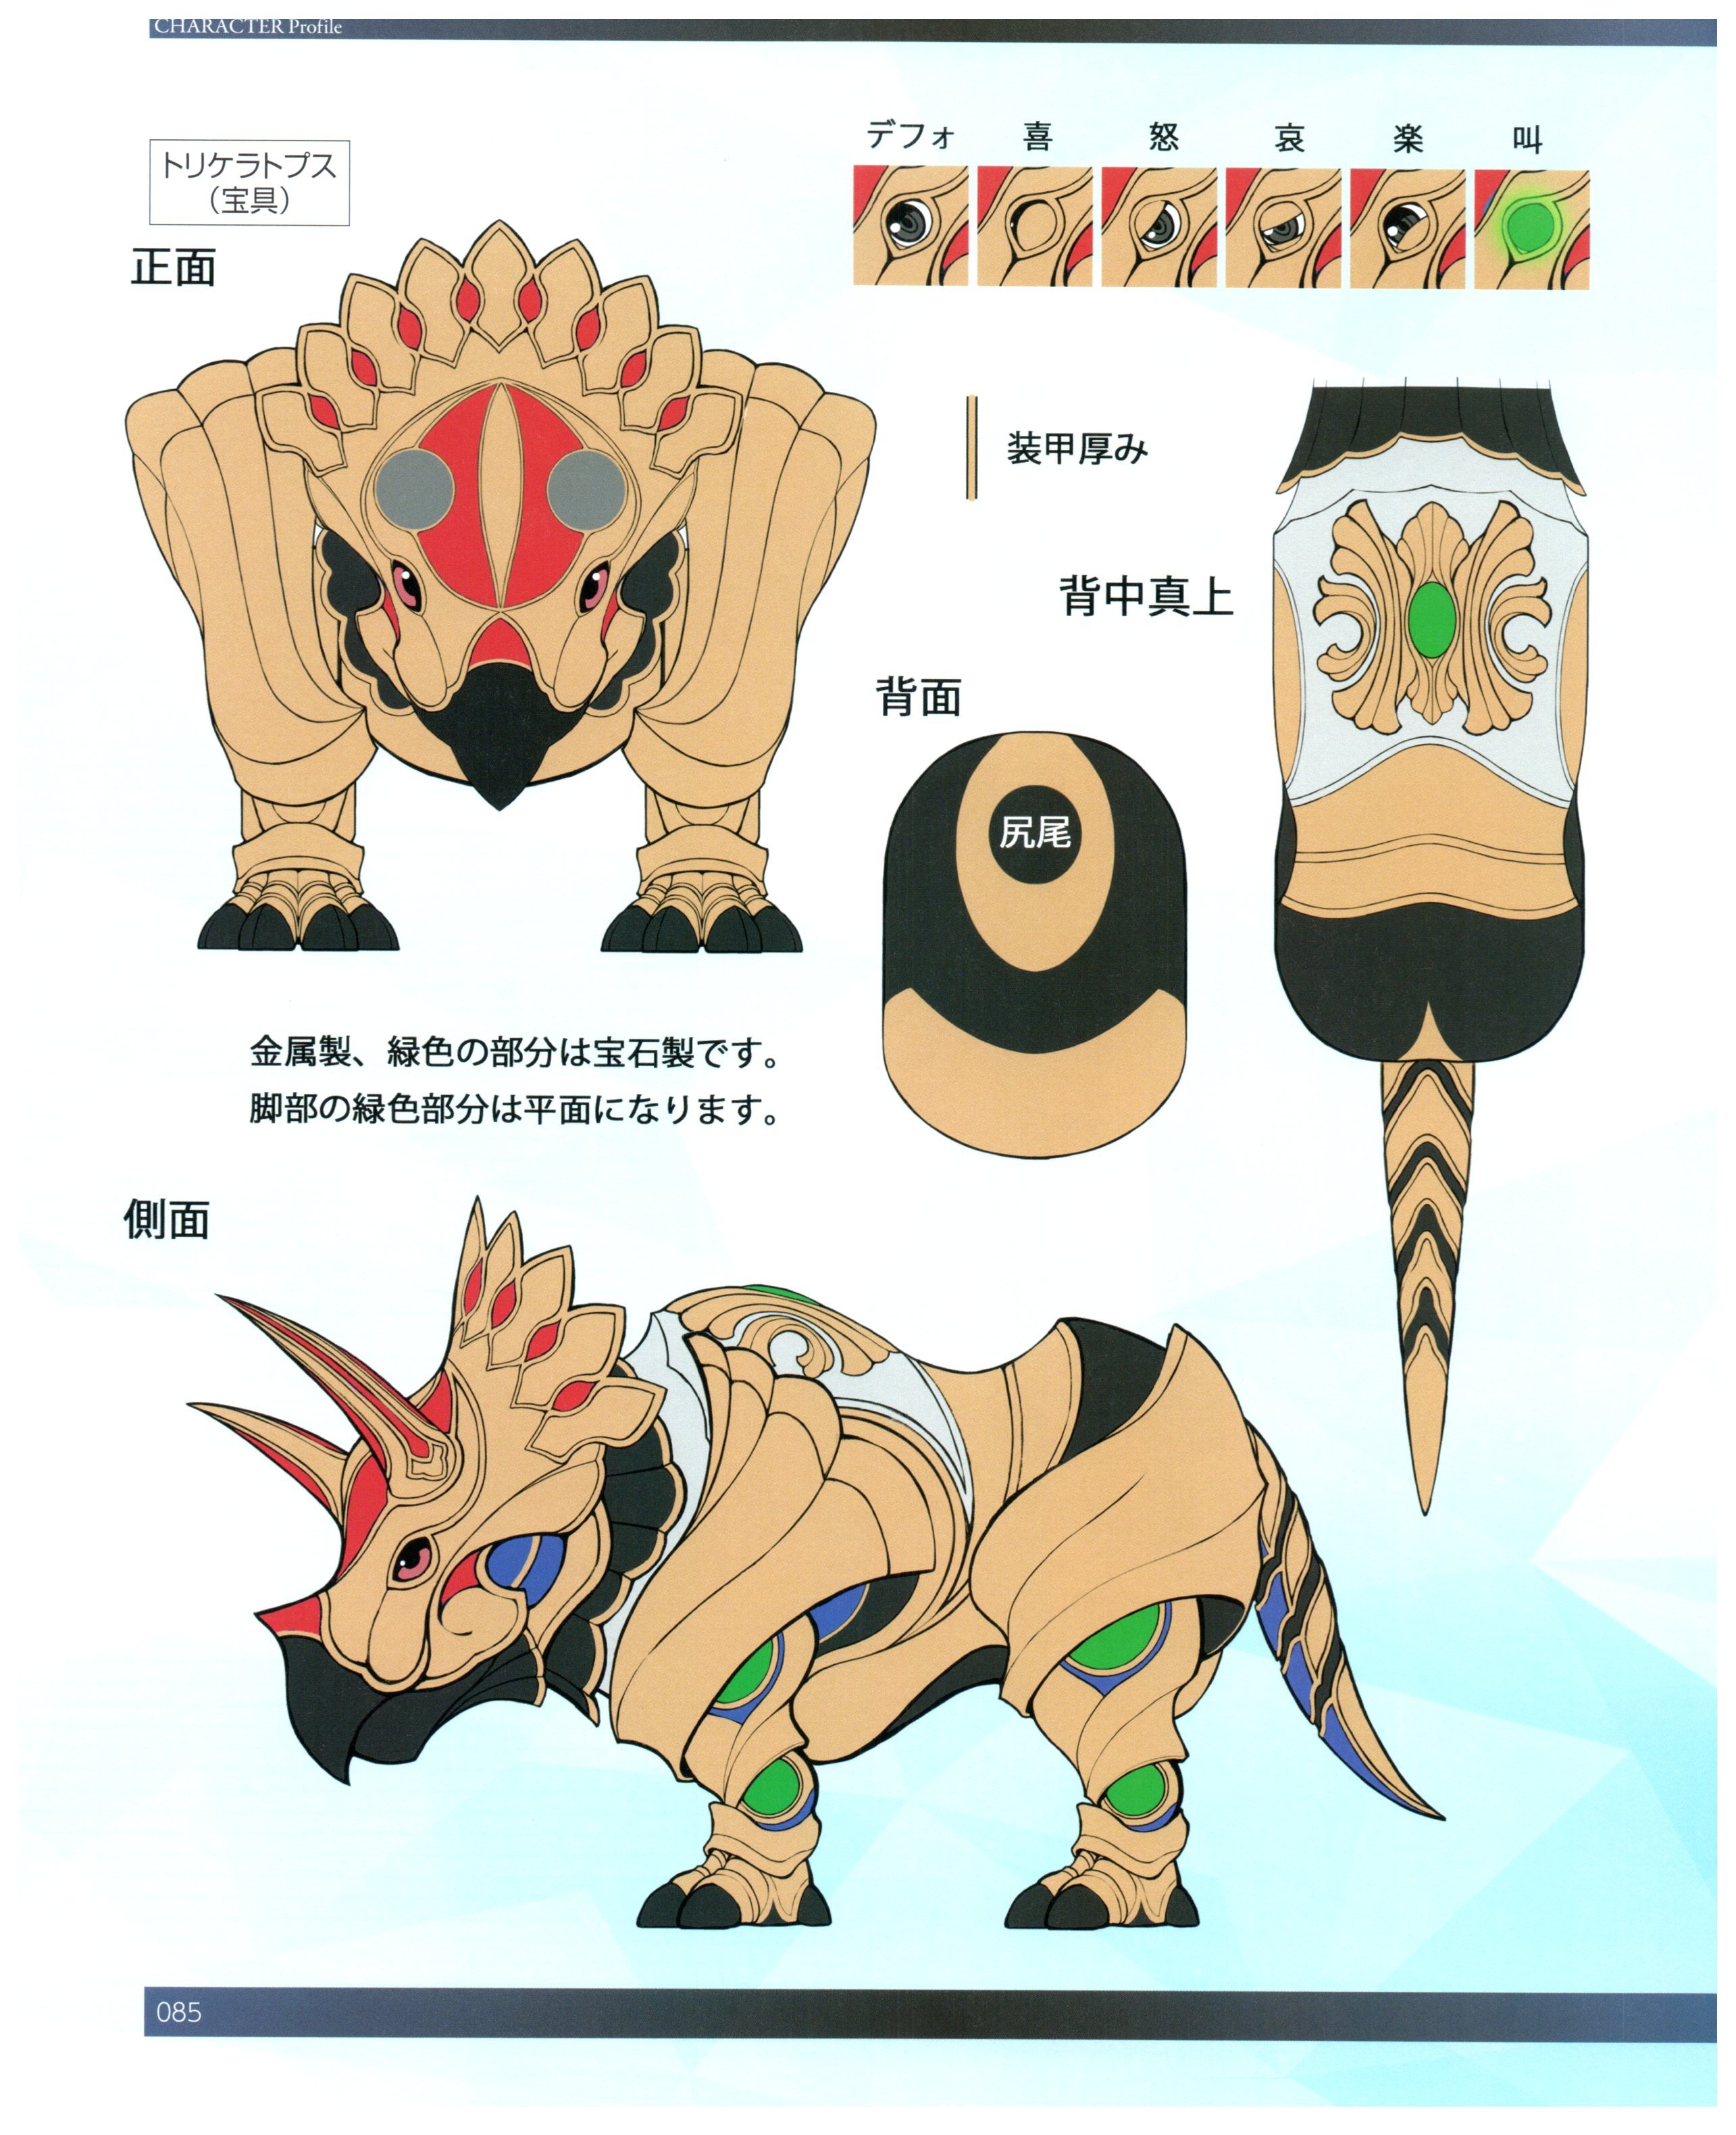 CHARACTER Profile
トリケラトプス
（宝具）
デフォ 喜 怒 哀 楽 叫
正面
装甲厚み
背中真上
背面
尻尾
金属製、緑色の部分は宝石製です。
脚部の緑色部分は平面になります。
側面
085